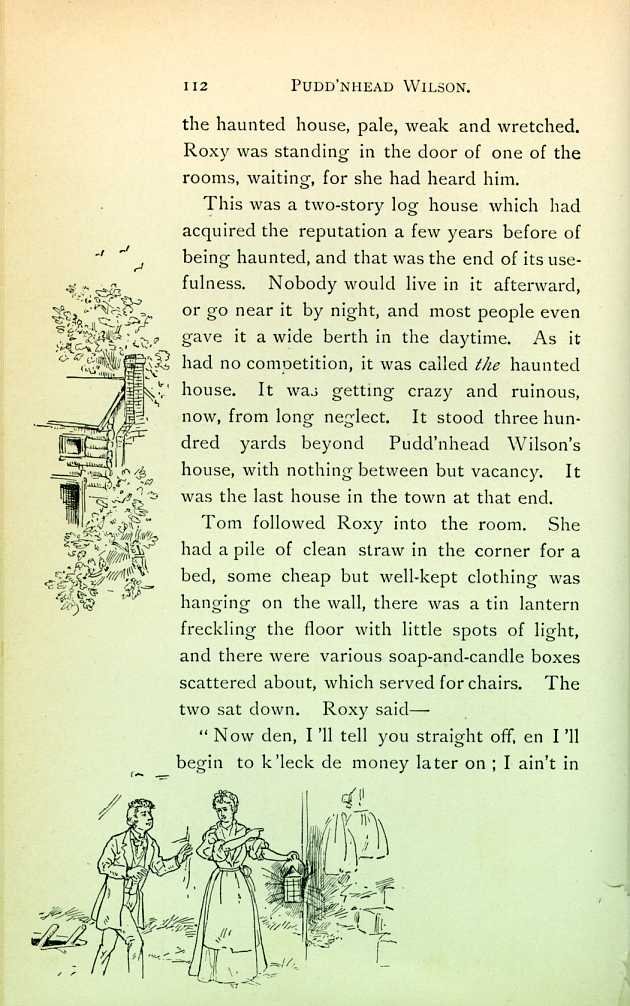 112 PUDD'NHEAD WILSON.
the haunted house, pale, weak and wretched.
Roxy was standing in the door of one of the
rooms, waiting, for she had heard him.
This was a two-story log house which had
acquired the reputation a few years before of
being haunted, and that was the end of its use-
fulness. Nobody would live in it afterward,
or go near it by night, and most people even
gave it a wide berth in the daytime. As it
had no competition, it was called the haunted
house. It was getting crazy and ruinous,
now, from long neglect. It stood three hun-
dred yards beyond Pudd'nhead Wilson's
house, with nothing between but vacancy. It
was the last house in the town at that end.
Tom followed Roxy into the room. She
had a pile of clean straw in the corner for a
bed, some cheap but well-kept clothing was
hanging on the wall, there was a tin lantern
freckling the floor with little spots of light,
and there were various soap-and-candle boxes
scattered about, which served for chairs. The
two sat down. Roxy said—
"Now den, I 'll tell you straight off, en I 'll
begin to k'leck de money later on; I ain't in